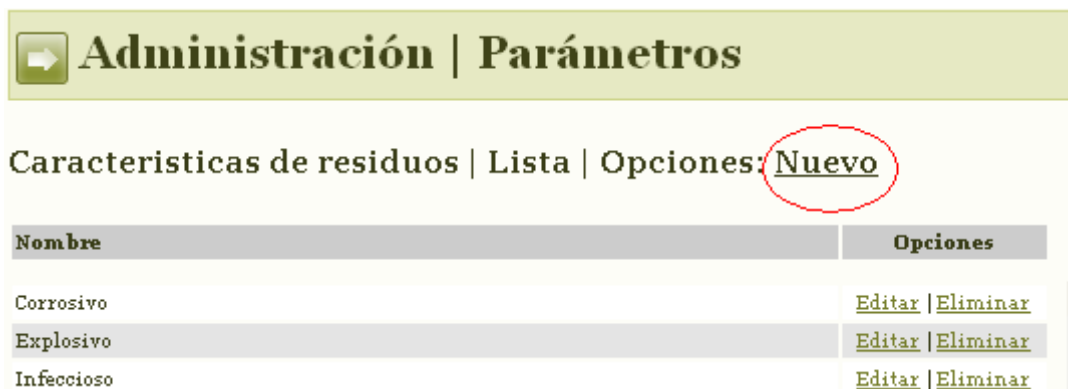 Administración | Parámetros
Caracteristicas de residuos | Lista | Opciones: Nuevo
Nombre Opciones
Corrosivo Editar | Eliminar
Explosivo Editar | Eliminar
Infeccioso Editar | Eliminar